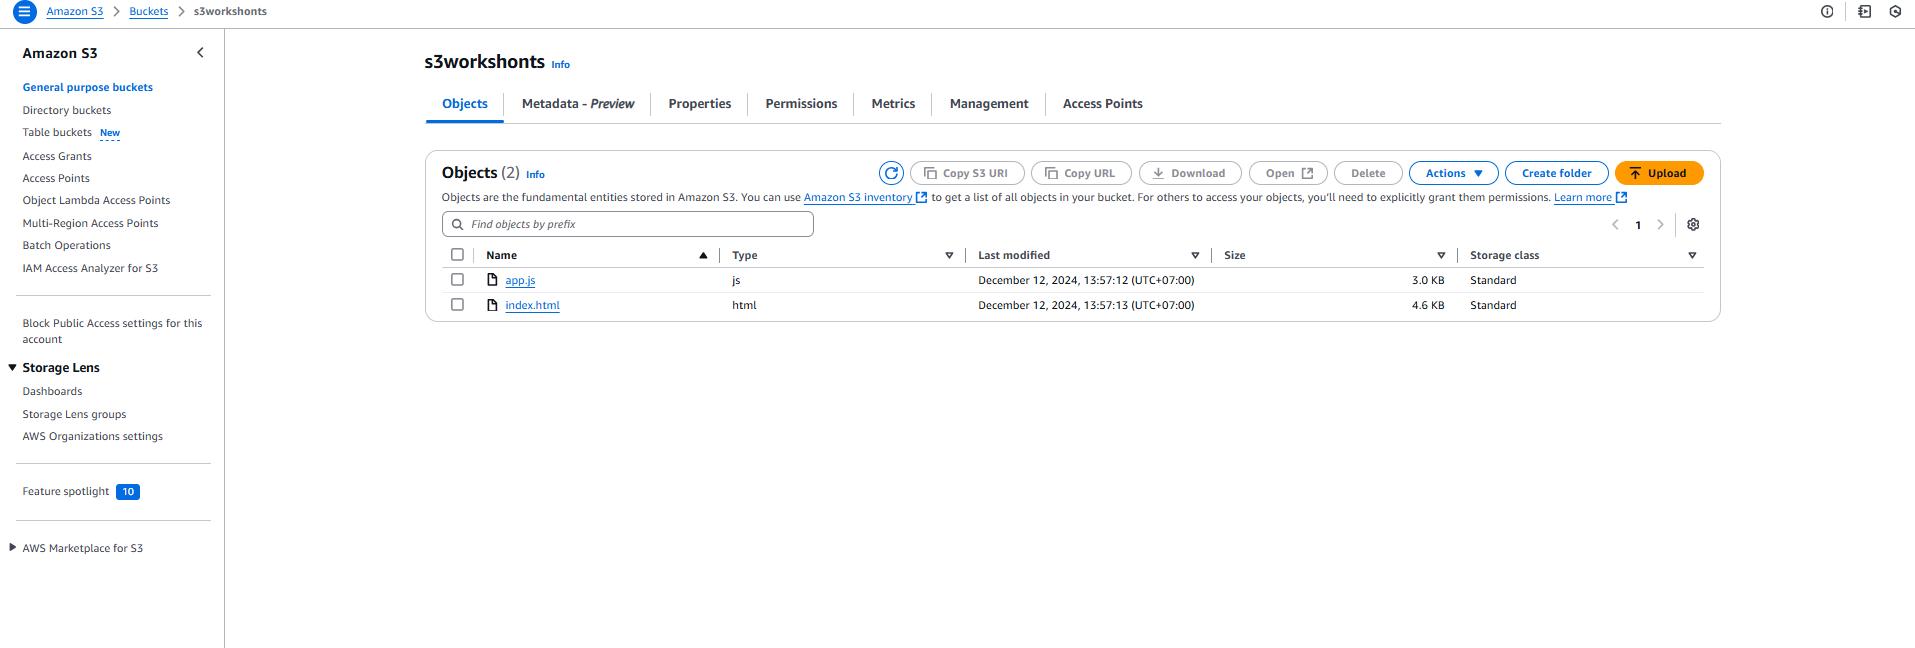 Amazon S3 > Buckets > s3workshonts
Amazon S3
General purpose buckets
Directory buckets
Table buckets New
Access Grants
Access Points
Object Lambda Access Points
Multi-Region Access Points
Batch Operations
IAM Access Analyzer for S3
Block Public Access settings for this
account
Storage Lens
Dashboards
Storage Lens groups
AWS Organizations settings
Feature spotlight 10
AWS Marketplace for S3
s3workshonts Info
Objects Metadata - Preview Properties Permissions Metrics Management Access Points
Objects (2) Info Copy S3 URI Copy URL Download Open Delete Actions Create folder Upload
Objects are the fundamental entities stored in Amazon S3. You can use Amazon S3 inventory to get a list of all objects in your bucket. For others to access your objects, you'll need to explicitly grant them permissions. Learn more
Find objects by prefix 1
Name Type Last modified Size Storage class
app.js js December 12, 2024, 13:57:12 (UTC+07:00) 3.0 KB Standard
index.html html December 12, 2024, 13:57:13 (UTC+07:00) 4.6 KB Standard